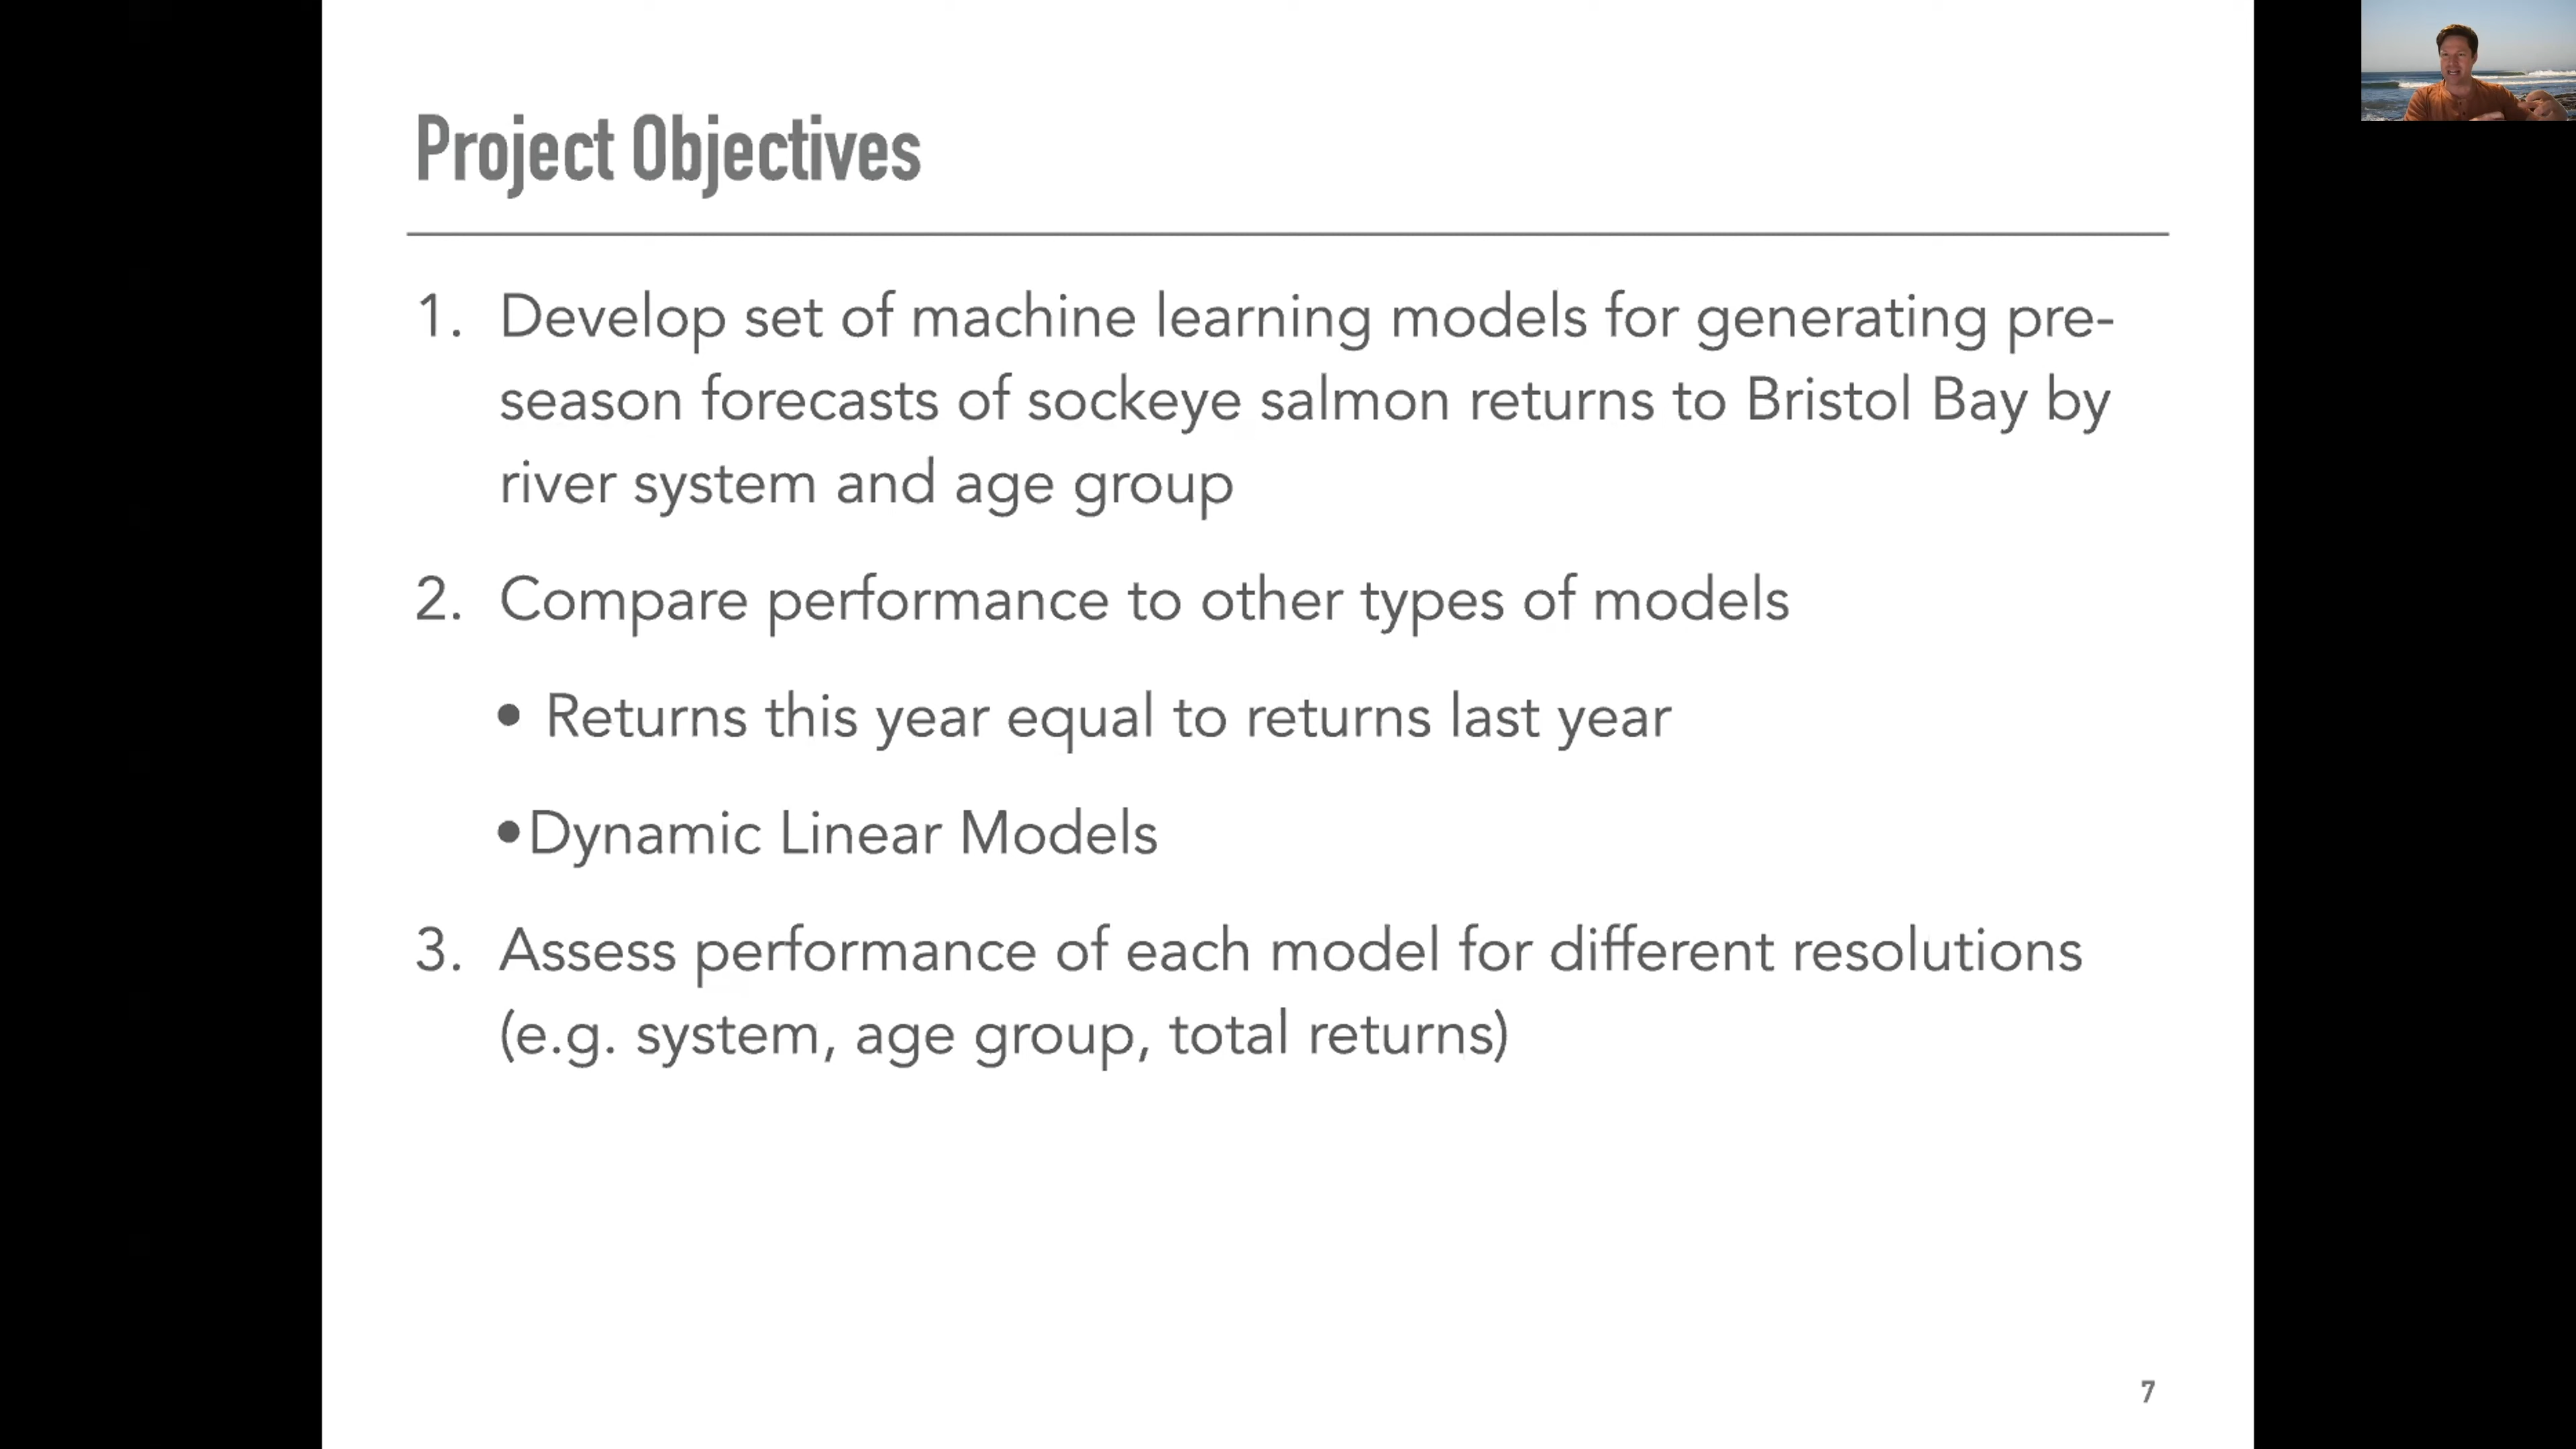 Project Objectives
1. Develop set of machine learning models for generating pre-
season forecasts of sockeye salmon returns to Bristol Bay by
river system and age group
2. Compare performance to other types of models
• Returns this year equal to returns last year
•Dynamic Linear Models
3. Assess performance of each model for different resolutions
(e.g. system, age group, total returns)
7